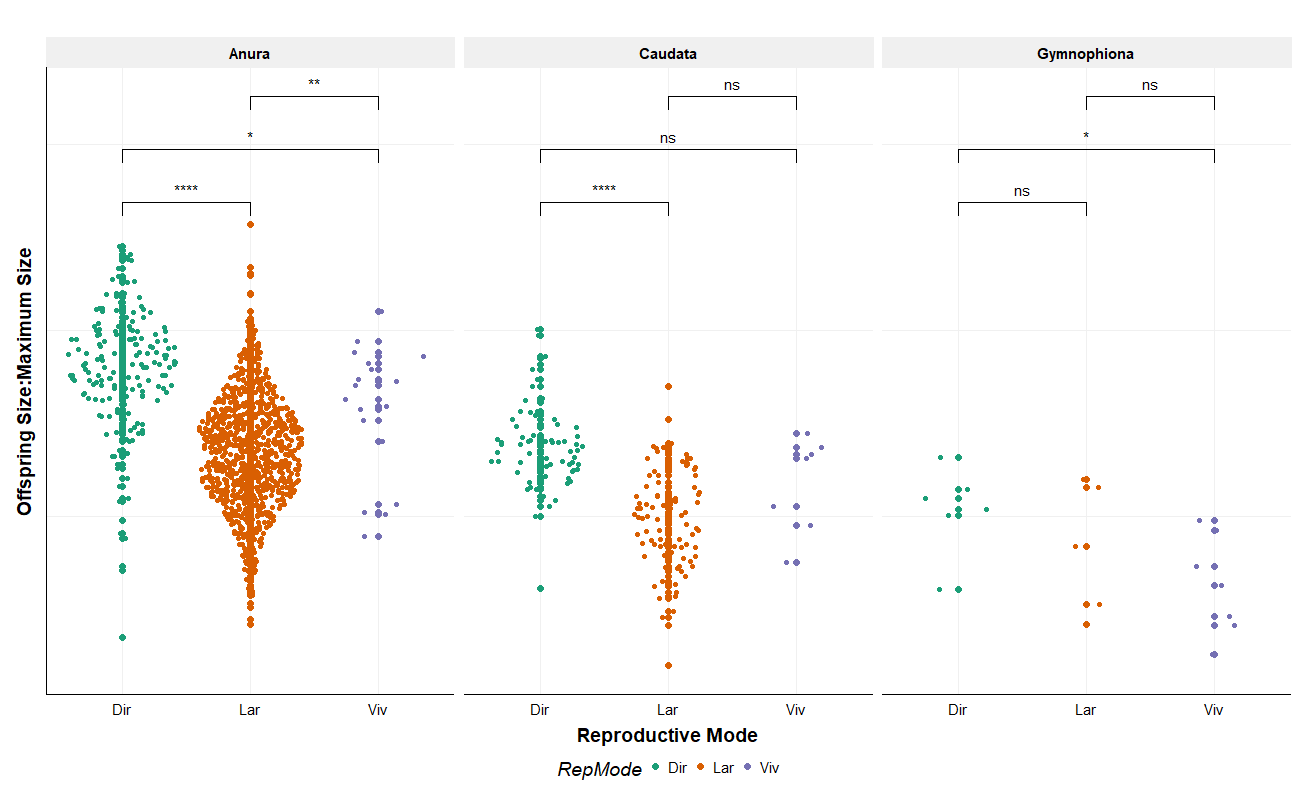 Anura Caudata Gymnophiona
** ns ns
* ns *
**** **** ns
Offspring Size:Maximum Size
Dir Lar Viv Dir Lar Viv Dir Lar Viv
Reproductive Mode
RepMode Dir Lar Viv